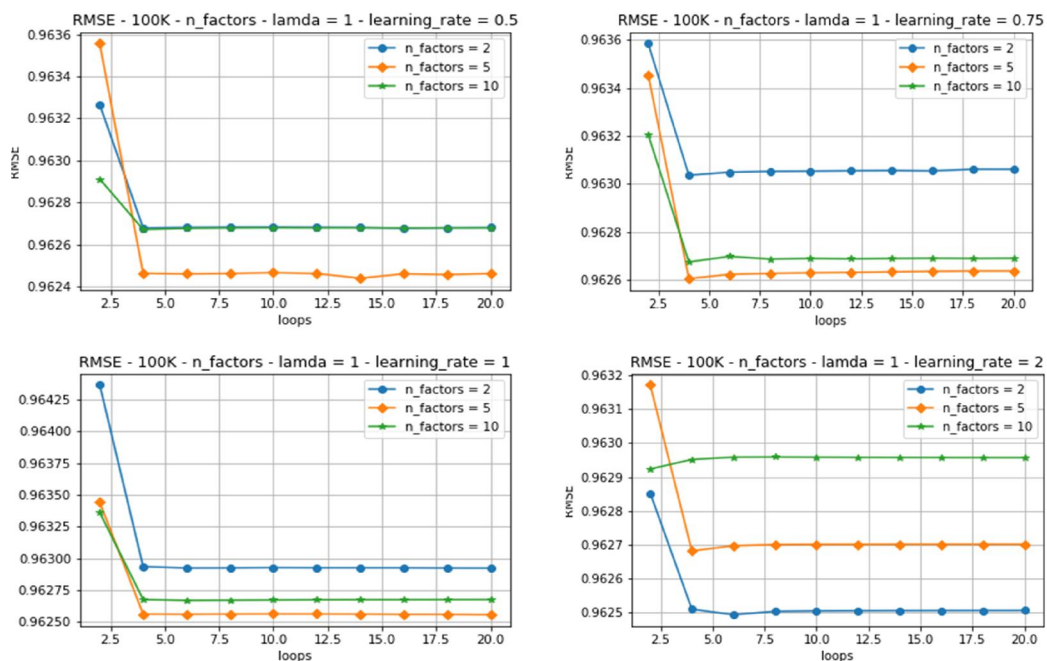 RMSE - 100K - n_factors - lamda = 1 - learning_rate = 0.5
0.9636
0.9634
0.9632
0.9630
0.9628
0.9626
0.9624
RMSE
n_factors = 2
n_factors = 5
n_factors = 10
2.5 5.0 7.5 10.0 12.5 15.0 17.5 20.0
loops
RMSE - 100K - n_factors - lamda = 1 - learning_rate = 0.75
0.9636
0.9634
0.9632
0.9630
0.9628
0.9626
RMSE
n_factors = 2
n_factors = 5
n_factors = 10
2.5 5.0 7.5 10.0 12.5 15.0 17.5 20.0
loops
RMSE - 100K - n_factors - lamda = 1 - learning_rate = 1
0.96425
0.96400
0.96375
0.96350
0.96325
0.96300
0.96275
0.96250
n_factors = 2
n_factors = 5
n_factors = 10
2.5 5.0 7.5 10.0 12.5 15.0 17.5 20.0
loops
RMSE - 100K - n_factors - lamda = 1 - learning_rate = 2
0.9632
0.9631
0.9630
0.9629
0.9628
0.9627
0.9626
0.9625
RMSE
n_factors = 2
n_factors = 5
n_factors = 10
2.5 5.0 7.5 10.0 12.5 15.0 17.5 20.0
loops